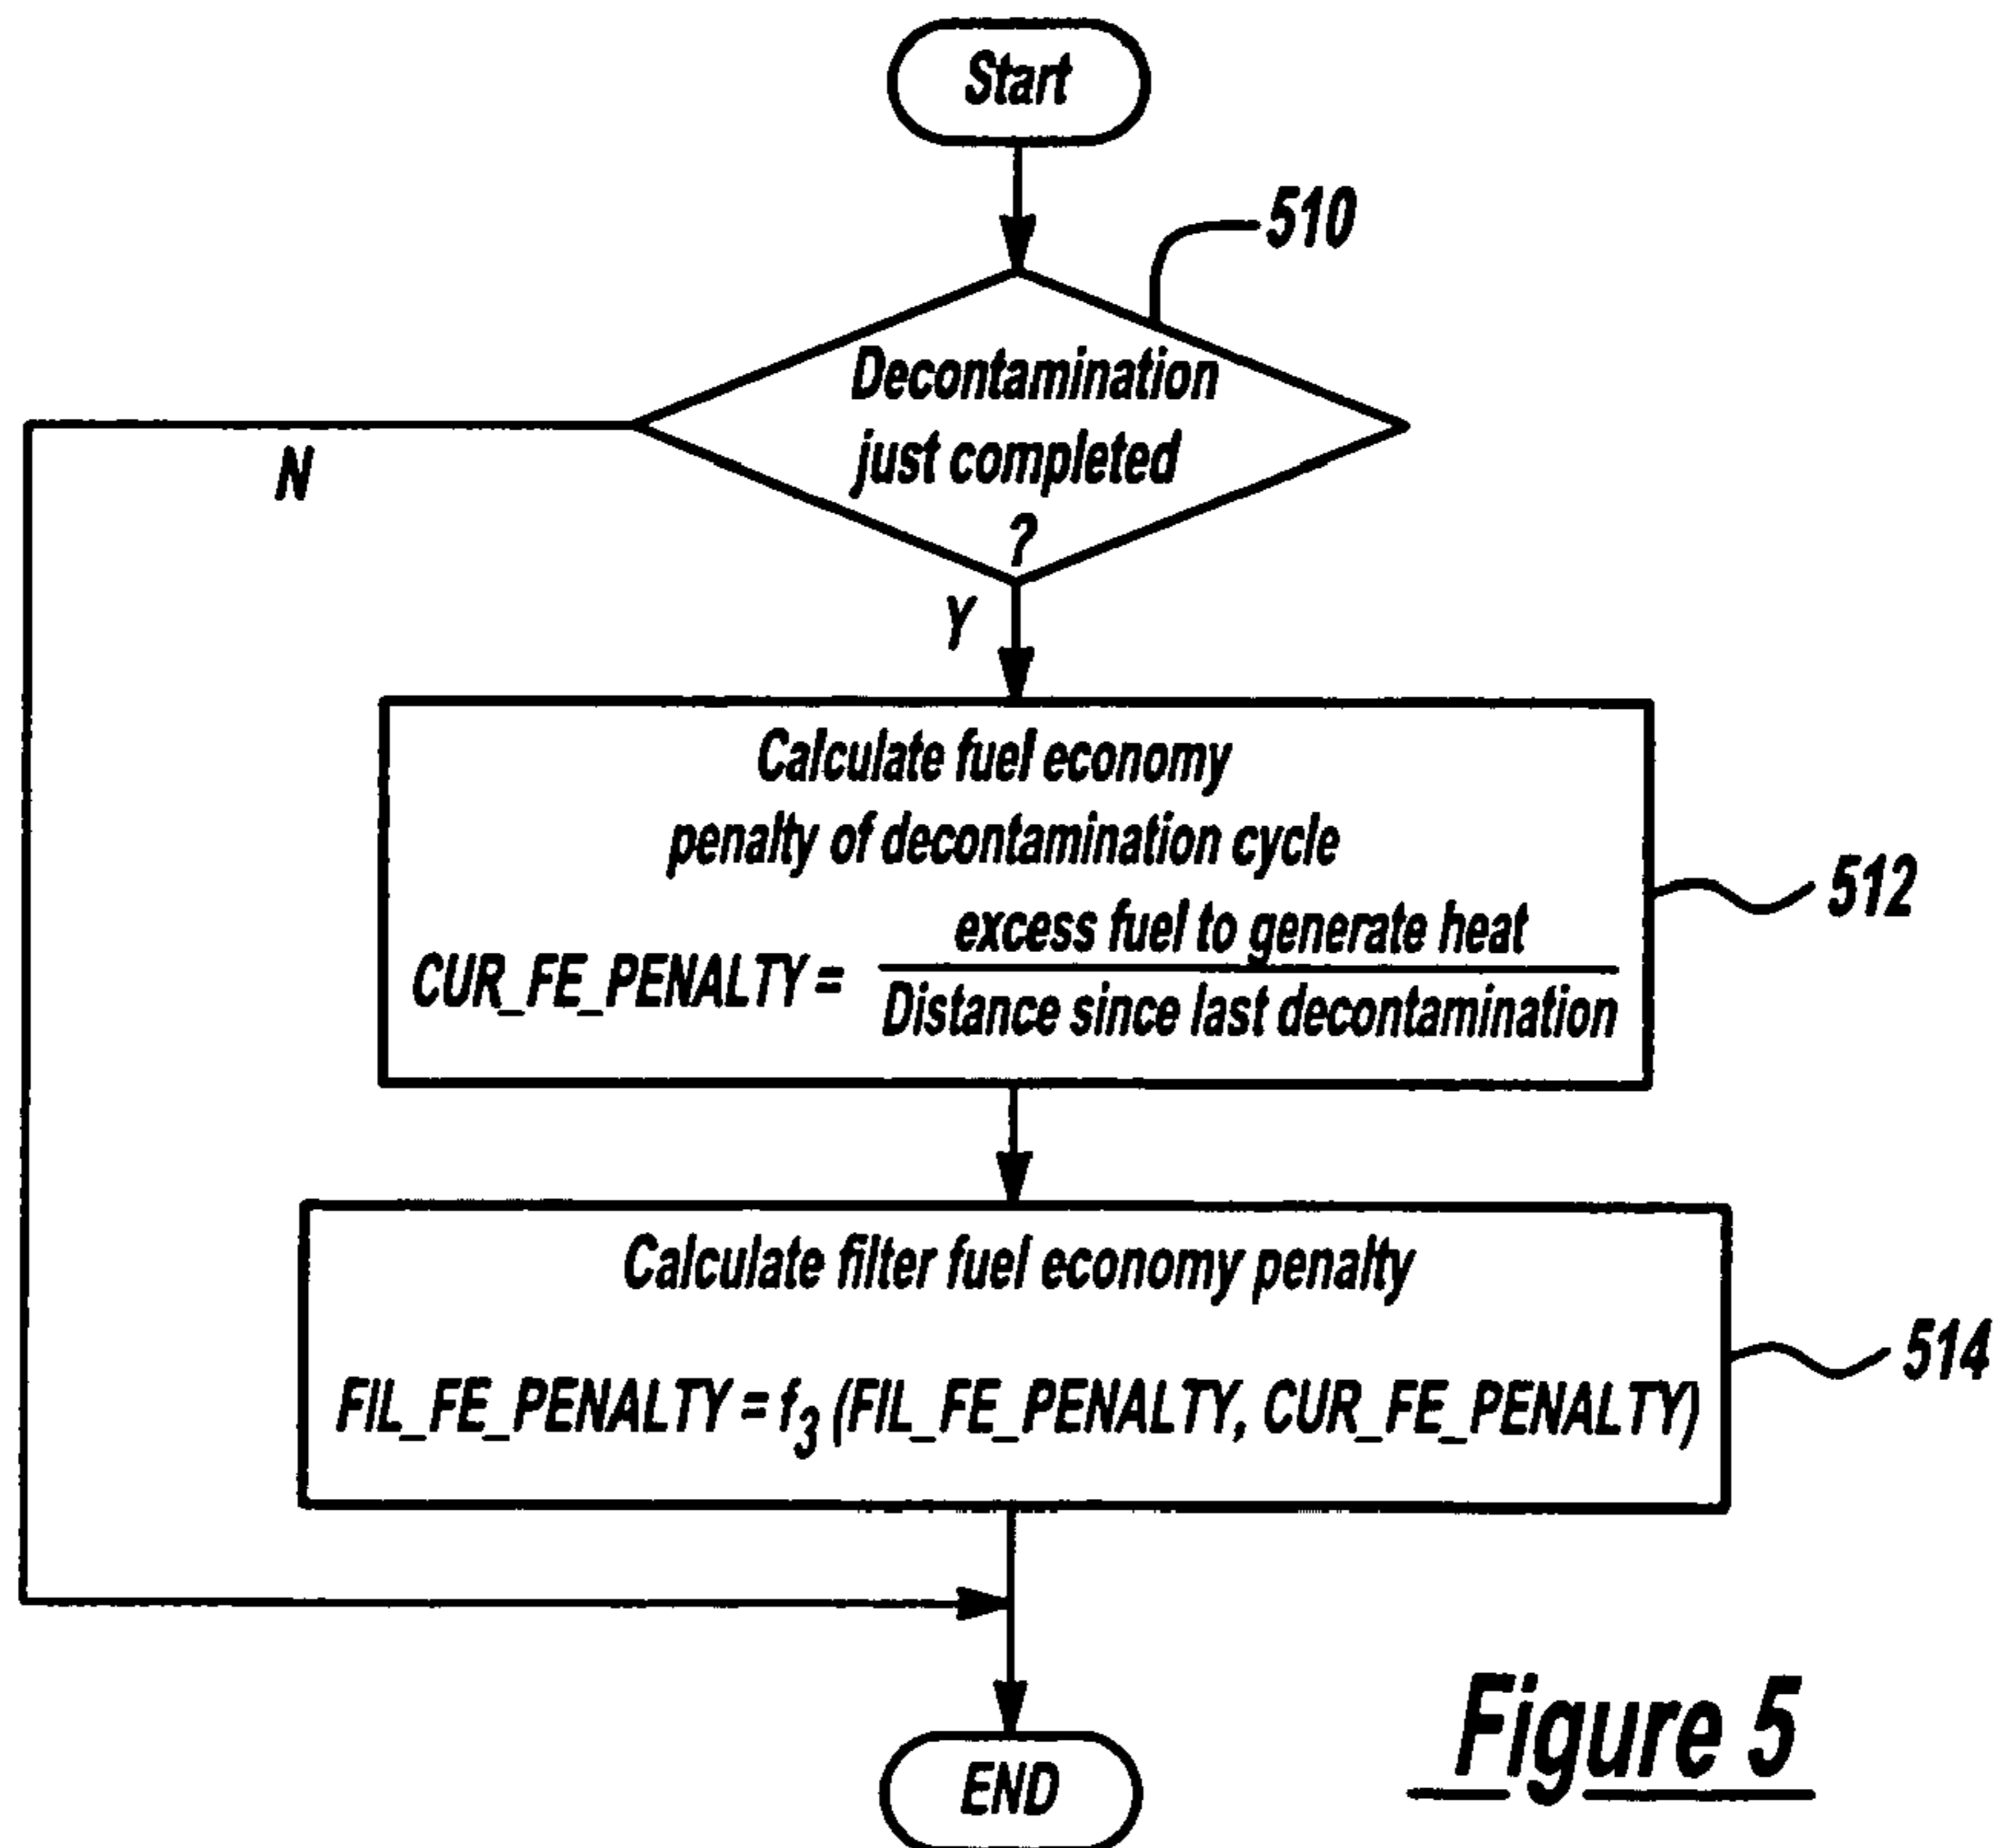 Start
510
Decontamination
just completed
?
N
Y
Calculate fuel economy
penalty of decontamination cycle
CUR_FE_PENALTY = excess fuel to generate heat
Distance since last decontamination
512
Calculate filter fuel economy penalty
FIL_FE_PENALTY = f3 (FIL_FE_PENALTY, CUR_FE_PENALTY)
514
END
Figure 5